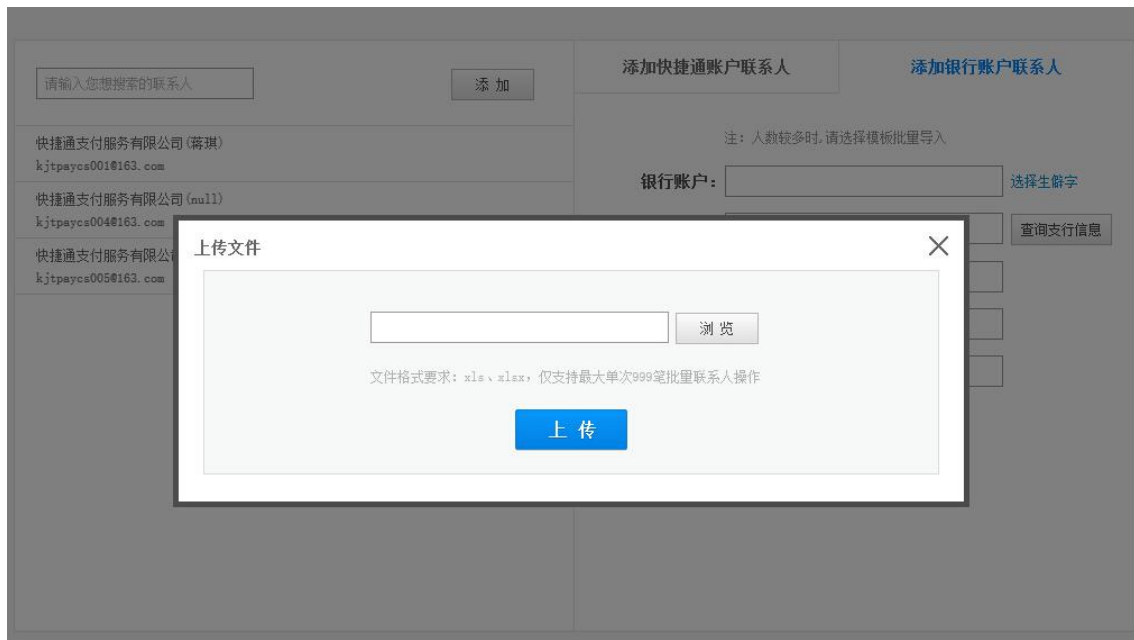 请输入您想搜索的联系人
添 加
快捷通支付服务有限公司(蒋琪)
kjtpaycs001@163.com
快捷通支付服务有限公司(null)
kjtpaycs004@163.com
快捷通支付服务有限公
kjtpaycs005@163.com
添加快捷通账户联系人
添加银行账户联系人
注：人数较多时,请选择模板批量导入
银行账户：
选择生僻字
查询支行信息
上传文件
浏 览
文件格式要求：xls、xlsx，仅支持最大单次999笔批量联系人操作
上 传